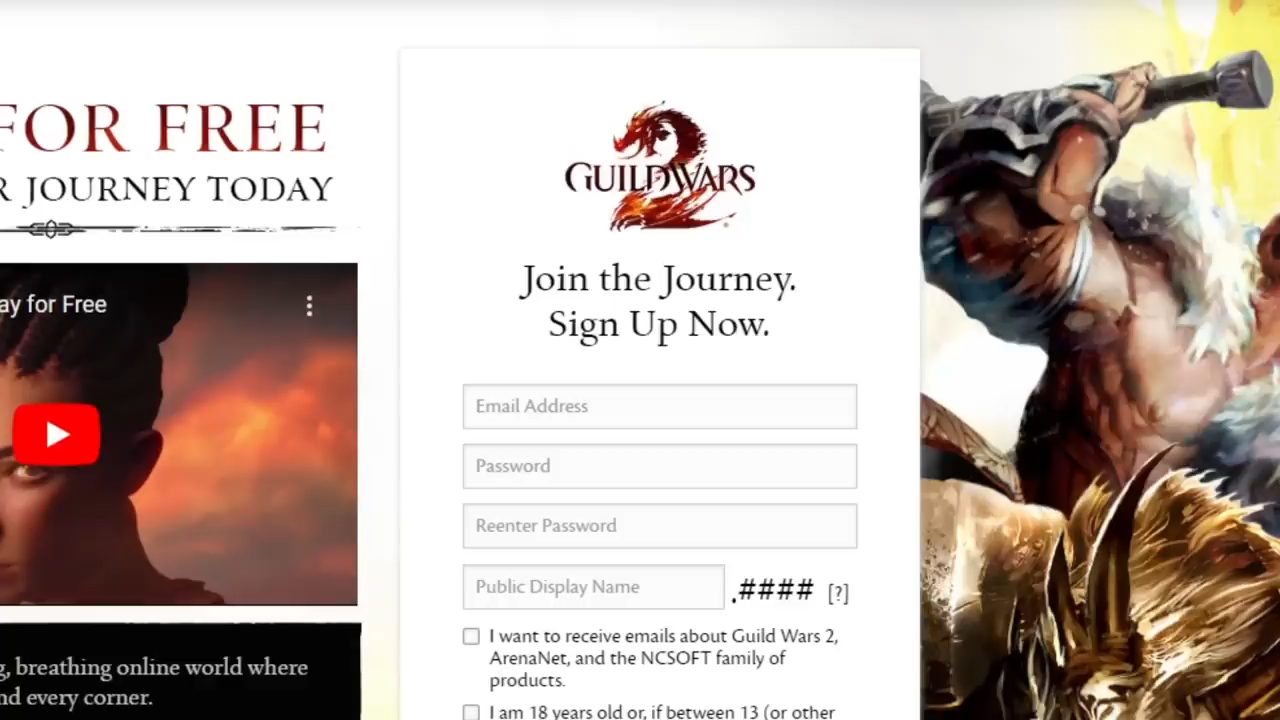 FOR FREE
R JOURNEY TODAY
ay for Free
g, breathing online world where
nd every corner.
GUILD WARS
2
Join the Journey.
Sign Up Now.
Email Address
Password
Reenter Password
Public Display Name .#### [?]
I want to receive emails about Guild Wars 2,
ArenaNet, and the NCSOFT family of
products.
I am 18 years old or, if between 13 (or other